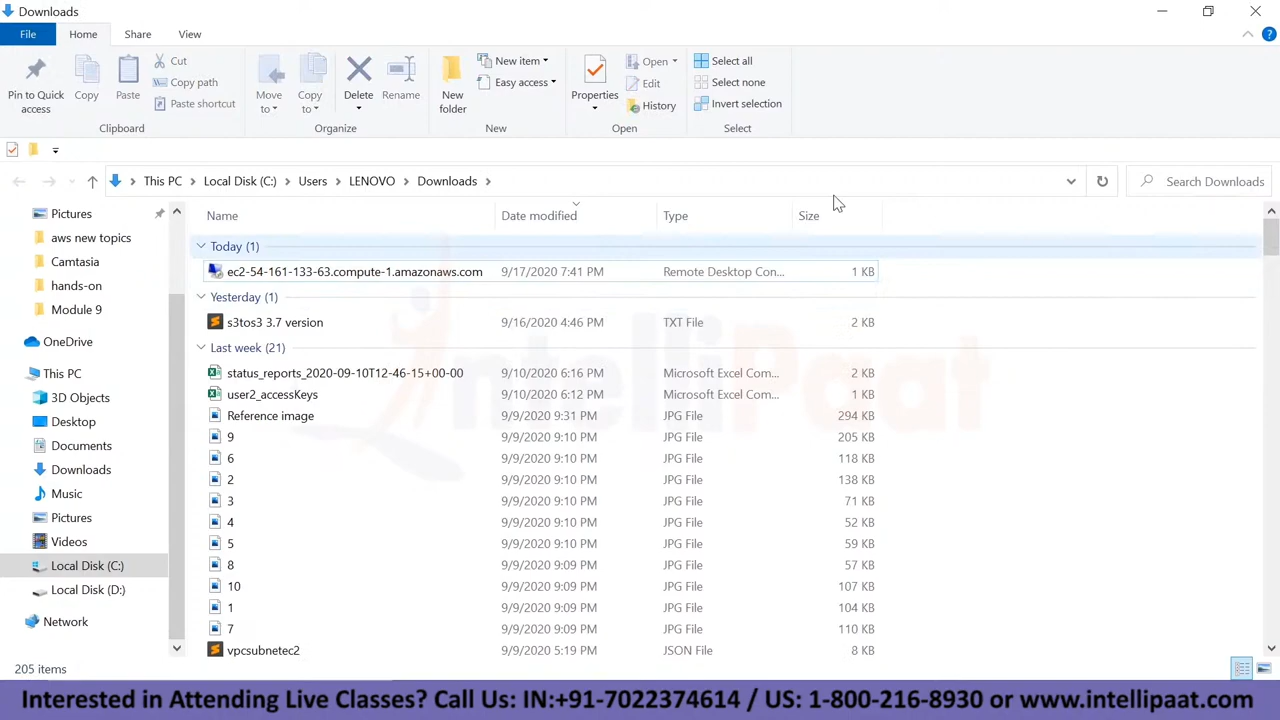 Downloads
File Home Share View
Pin to Quick access
Copy
Paste
Cut
Copy path
Paste shortcut
Move to
Copy to
Delete
Rename
New folder
New item
Easy access
Properties
Open
Edit
History
Select all
Select none
Invert selection
Clipboard Organize New Open Select
This PC Local Disk (C:) Users LENOVO Downloads
Search Downloads
Pictures
aws new topics
Camtasia
hands-on
Module 9
OneDrive
This PC
3D Objects
Desktop
Documents
Downloads
Music
Pictures
Videos
Local Disk (C:)
Local Disk (D:)
Network
Name Date modified Type Size
Today (1)
ec2-54-161-133-63.compute-1.amazonaws.com 9/17/2020 7:41 PM Remote Desktop Con... 1 KB
Yesterday (1)
s3tos3 3.7 version 9/16/2020 4:46 PM TXT File 2 KB
Last week (21)
status_reports_2020-09-10T12-46-15+00-00 9/10/2020 6:16 PM Microsoft Excel Com... 2 KB
user2_accessKeys 9/10/2020 6:12 PM Microsoft Excel Com... 1 KB
Reference image 9/9/2020 9:31 PM JPG File 294 KB
9 9/9/2020 9:10 PM JPG File 205 KB
6 9/9/2020 9:10 PM JPG File 118 KB
2 9/9/2020 9:10 PM JPG File 138 KB
3 9/9/2020 9:10 PM JPG File 71 KB
4 9/9/2020 9:10 PM JPG File 52 KB
5 9/9/2020 9:10 PM JPG File 59 KB
8 9/9/2020 9:09 PM JPG File 57 KB
10 9/9/2020 9:09 PM JPG File 107 KB
1 9/9/2020 9:09 PM JPG File 104 KB
7 9/9/2020 9:09 PM JPG File 110 KB
vpcsubnetec2 9/9/2020 5:19 PM JSON File 8 KB
IntelliPaat
205 items
Interested in Attending Live Classes? Call Us: IN:+91-7022374614 / US: 1-800-216-8930 or www.intellipaat.com